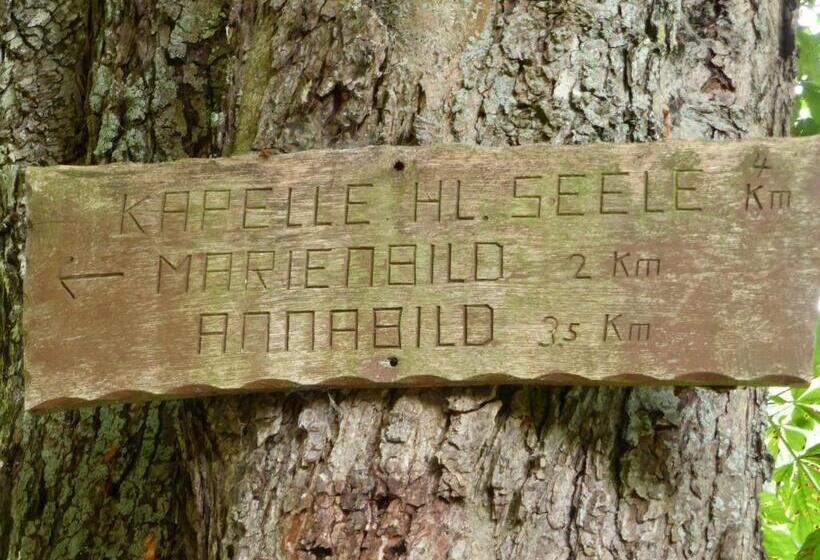 KAPELLE HL. SEELE 4 Km
← MARIENBILD 2 Km
ANNABILD 3,5 Km